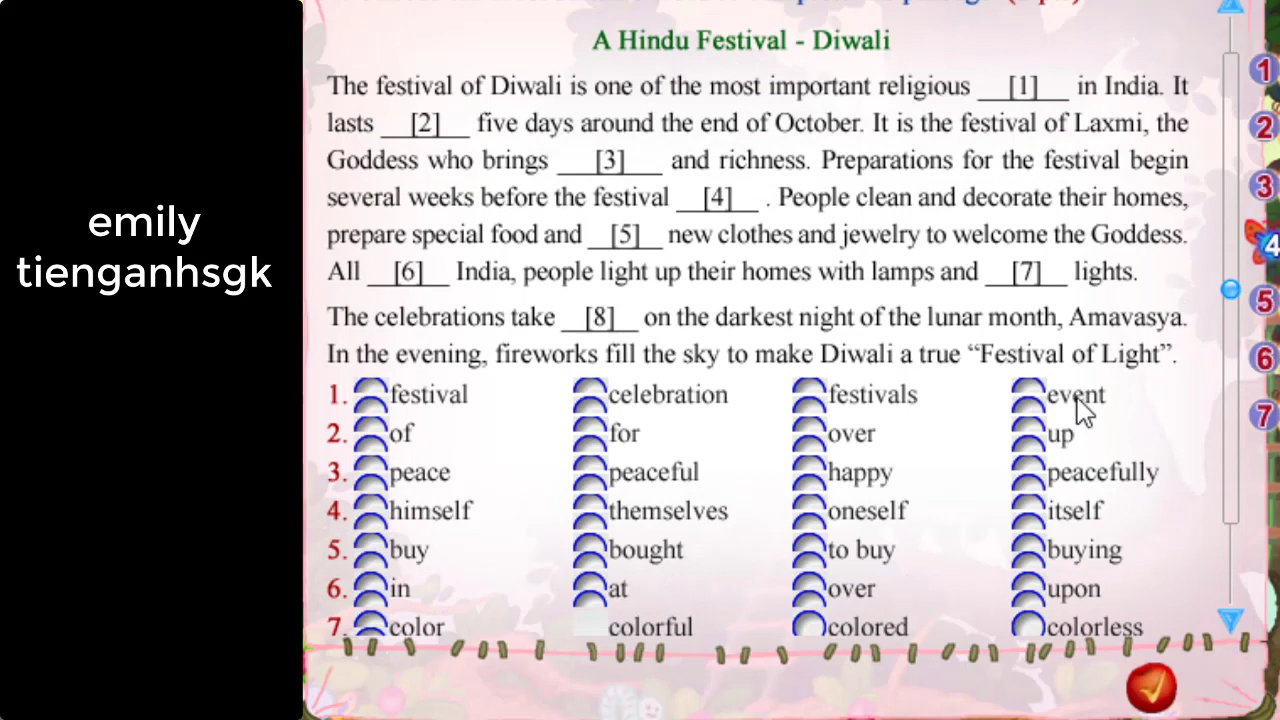 emily
tienganhsgk
A Hindu Festival - Diwali
The festival of Diwali is one of the most important religious [1] in India. It
lasts [2] five days around the end of October. It is the festival of Laxmi, the
Goddess who brings [3] and richness. Preparations for the festival begin
several weeks before the festival [4] . People clean and decorate their homes,
prepare special food and [5] new clothes and jewelry to welcome the Goddess.
All [6] India, people light up their homes with lamps and [7] lights.
The celebrations take [8] on the darkest night of the lunar month, Amavasya.
In the evening, fireworks fill the sky to make Diwali a true “Festival of Light”.
1. festival celebration festivals event
2. of for over up
3. peace peaceful happy peacefully
4. himself themselves oneself itself
5. buy bought to buy buying
6. in at over upon
7. color colorful colored colorless
1
2
3
4
5
6
7